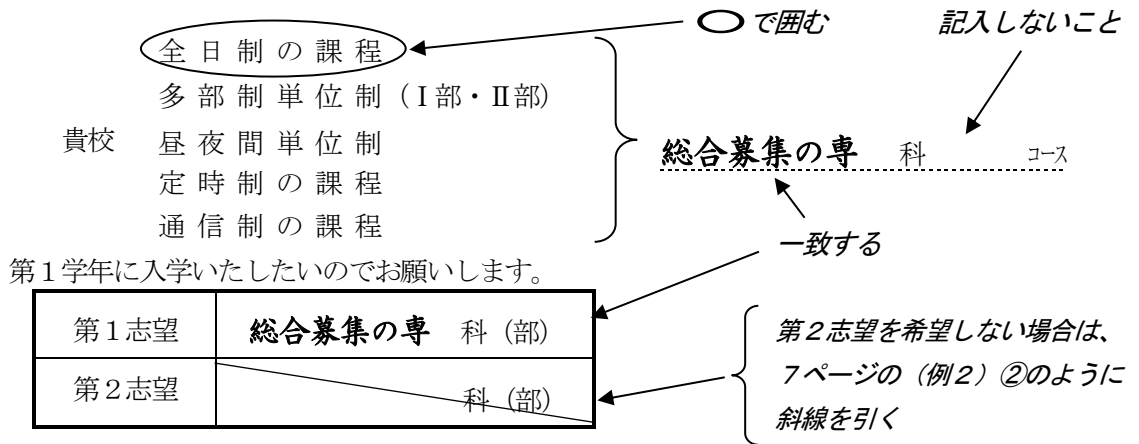 〇で囲む
記入しないこと
全日制の課程
多部制単位制（Ⅰ部・Ⅱ部）
貴校 昼夜間単位制
総合募集の専 科 コース
定時制の課程
通信制の課程
一致する
第１学年に入学いたしたいのでお願いします。
第１志望 総合募集の専 科（部）
第２志望 科（部）
第２志望を希望しない場合は、
７ページの（例２）②のように
斜線を引く